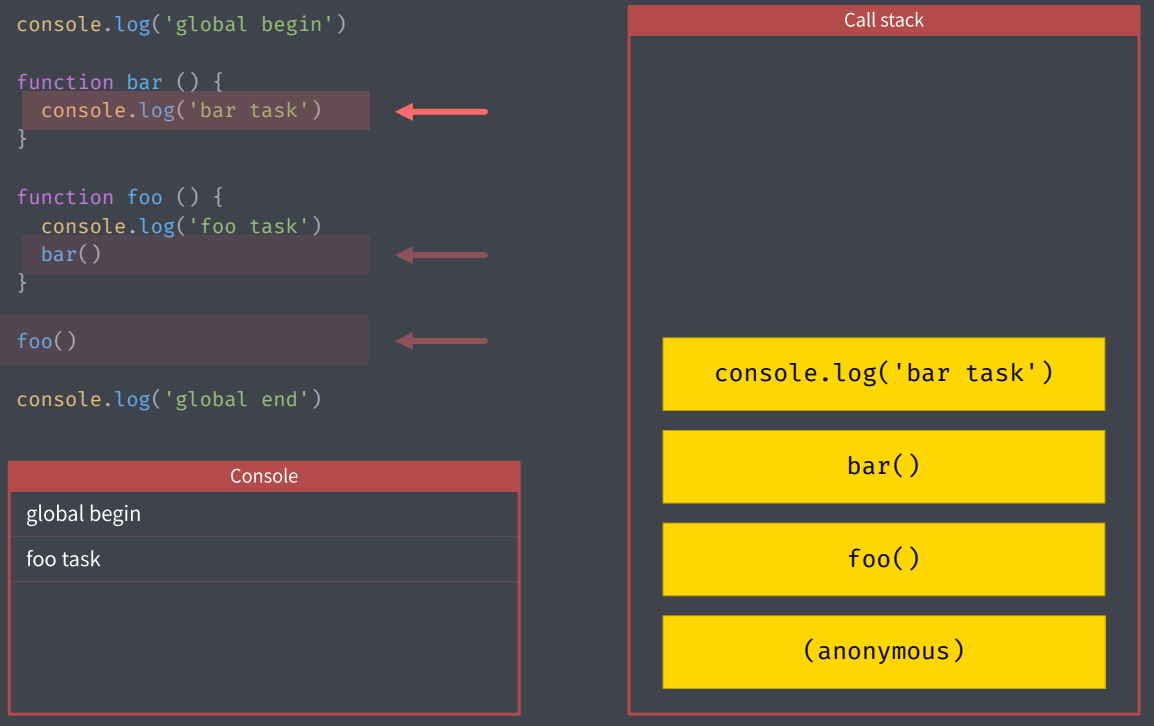 console.log('global begin')
function bar () {
  console.log('bar task')
}
function foo () {
  console.log('foo task')
  bar()
}
foo()
console.log('global end')
Console
global begin
foo task
Call stack
console.log('bar task')
bar()
foo()
(anonymous)